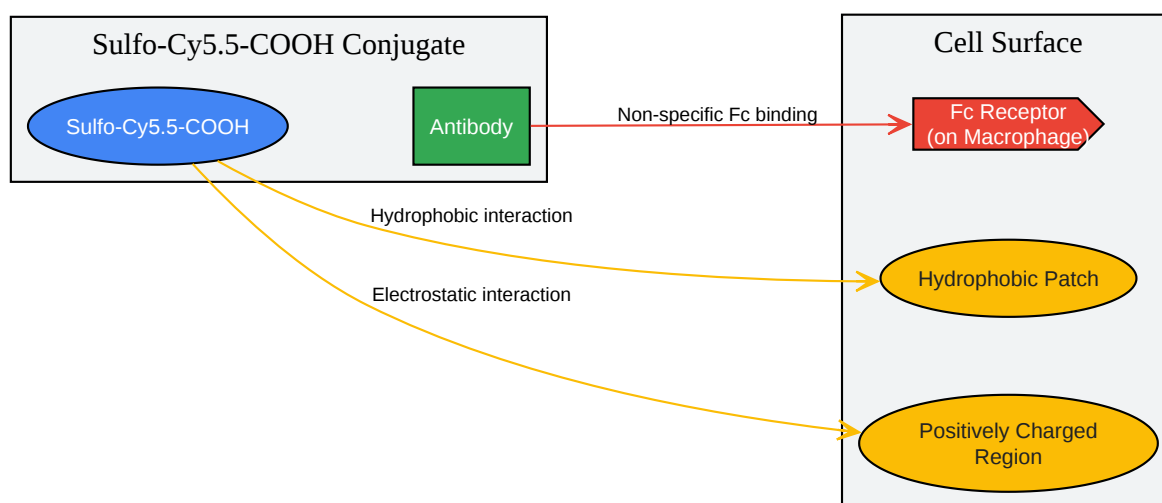 Sulfo-Cy5.5-COOH Conjugate
Cell Surface
Sulfo-Cy5.5-COOH
Antibody
Non-specific Fc binding
Fc Receptor
(on Macrophage)
Hydrophobic interaction
Hydrophobic Patch
Electrostatic interaction
Positively Charged
Region